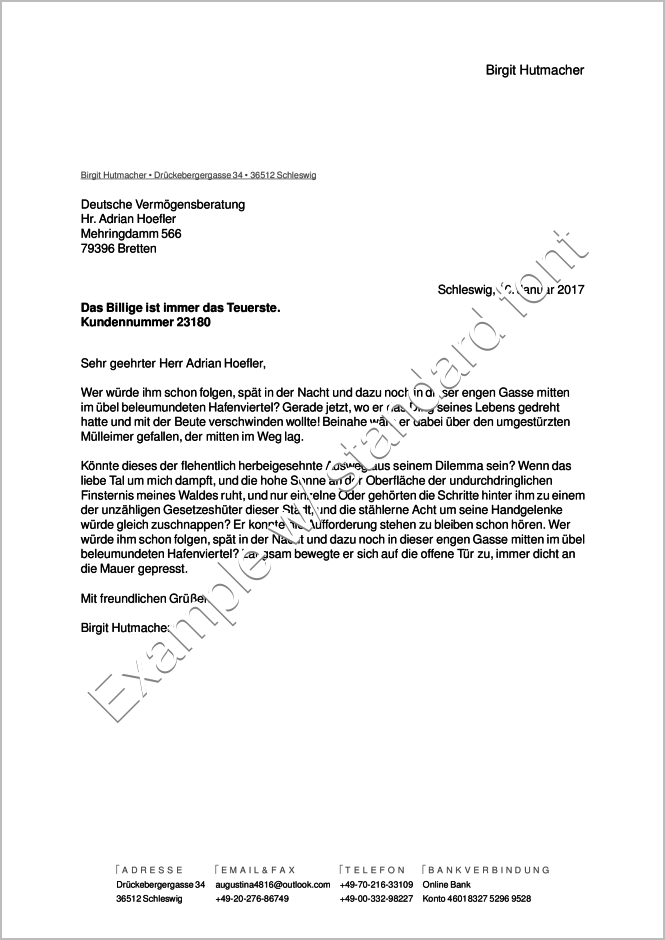 Birgit Hutmacher
Birgit Hutmacher • Drückebergergasse 34 • 36512 Schleswig
Deutsche Vermögensberatung
Hr. Adrian Hoefler
Mehringdamm 566
79396 Bretten
Schleswig, Januar 2017
Das Billige ist immer das Teuerste.
Kundennummer 23180
Sehr geehrter Herr Adrian Hoefler,
Wer würde ihm schon folgen, spät in der Nacht und dazu noch in dieser engen Gasse mitten
im übel beleumundeten Hafenviertel? Gerade jetzt, wo er das Ding seines Lebens gedreht
hatte und mit der Beute verschwinden wollte! Beinahe wäre er dabei über den umgestürzten
Mülleimer gefallen, der mitten im Weg lag.
Könnte dieses der flehentlich herbeigesehnte Ausweg aus seinem Dilemma sein? Wenn das
liebe Tal um mich dampft, und die hohe Sonne an der Oberfläche der undurchdringlichen
Finsternis meines Waldes ruht, und nur einzelne Oder gehörten die Schritte hinter ihm zu einem
der unzähligen Gesetzeshüter dieser Stadt, und die stählerne Acht um seine Handgelenke
würde gleich zuschnappen? Er konnte die Aufforderung stehen zu bleiben schon hören. Wer
würde ihm schon folgen, spät in der Nacht und dazu noch in dieser engen Gasse mitten im übel
beleumundeten Hafenviertel? Langsam bewegte er sich auf die offene Tür zu, immer dicht an
die Mauer gepresst.
Mit freundlichen Grüßen
Birgit Hutmacher
Example w/ standard font
ADRESSE EMAIL&FAX TELEFON BANKVERBINDUNG
Drückebergergasse 34 augustina4816@outlook.com +49-70-216-33109 Online Bank
36512 Schleswig +49-20-276-86749 +49-00-332-98227 Konto 46018327 5296 9528